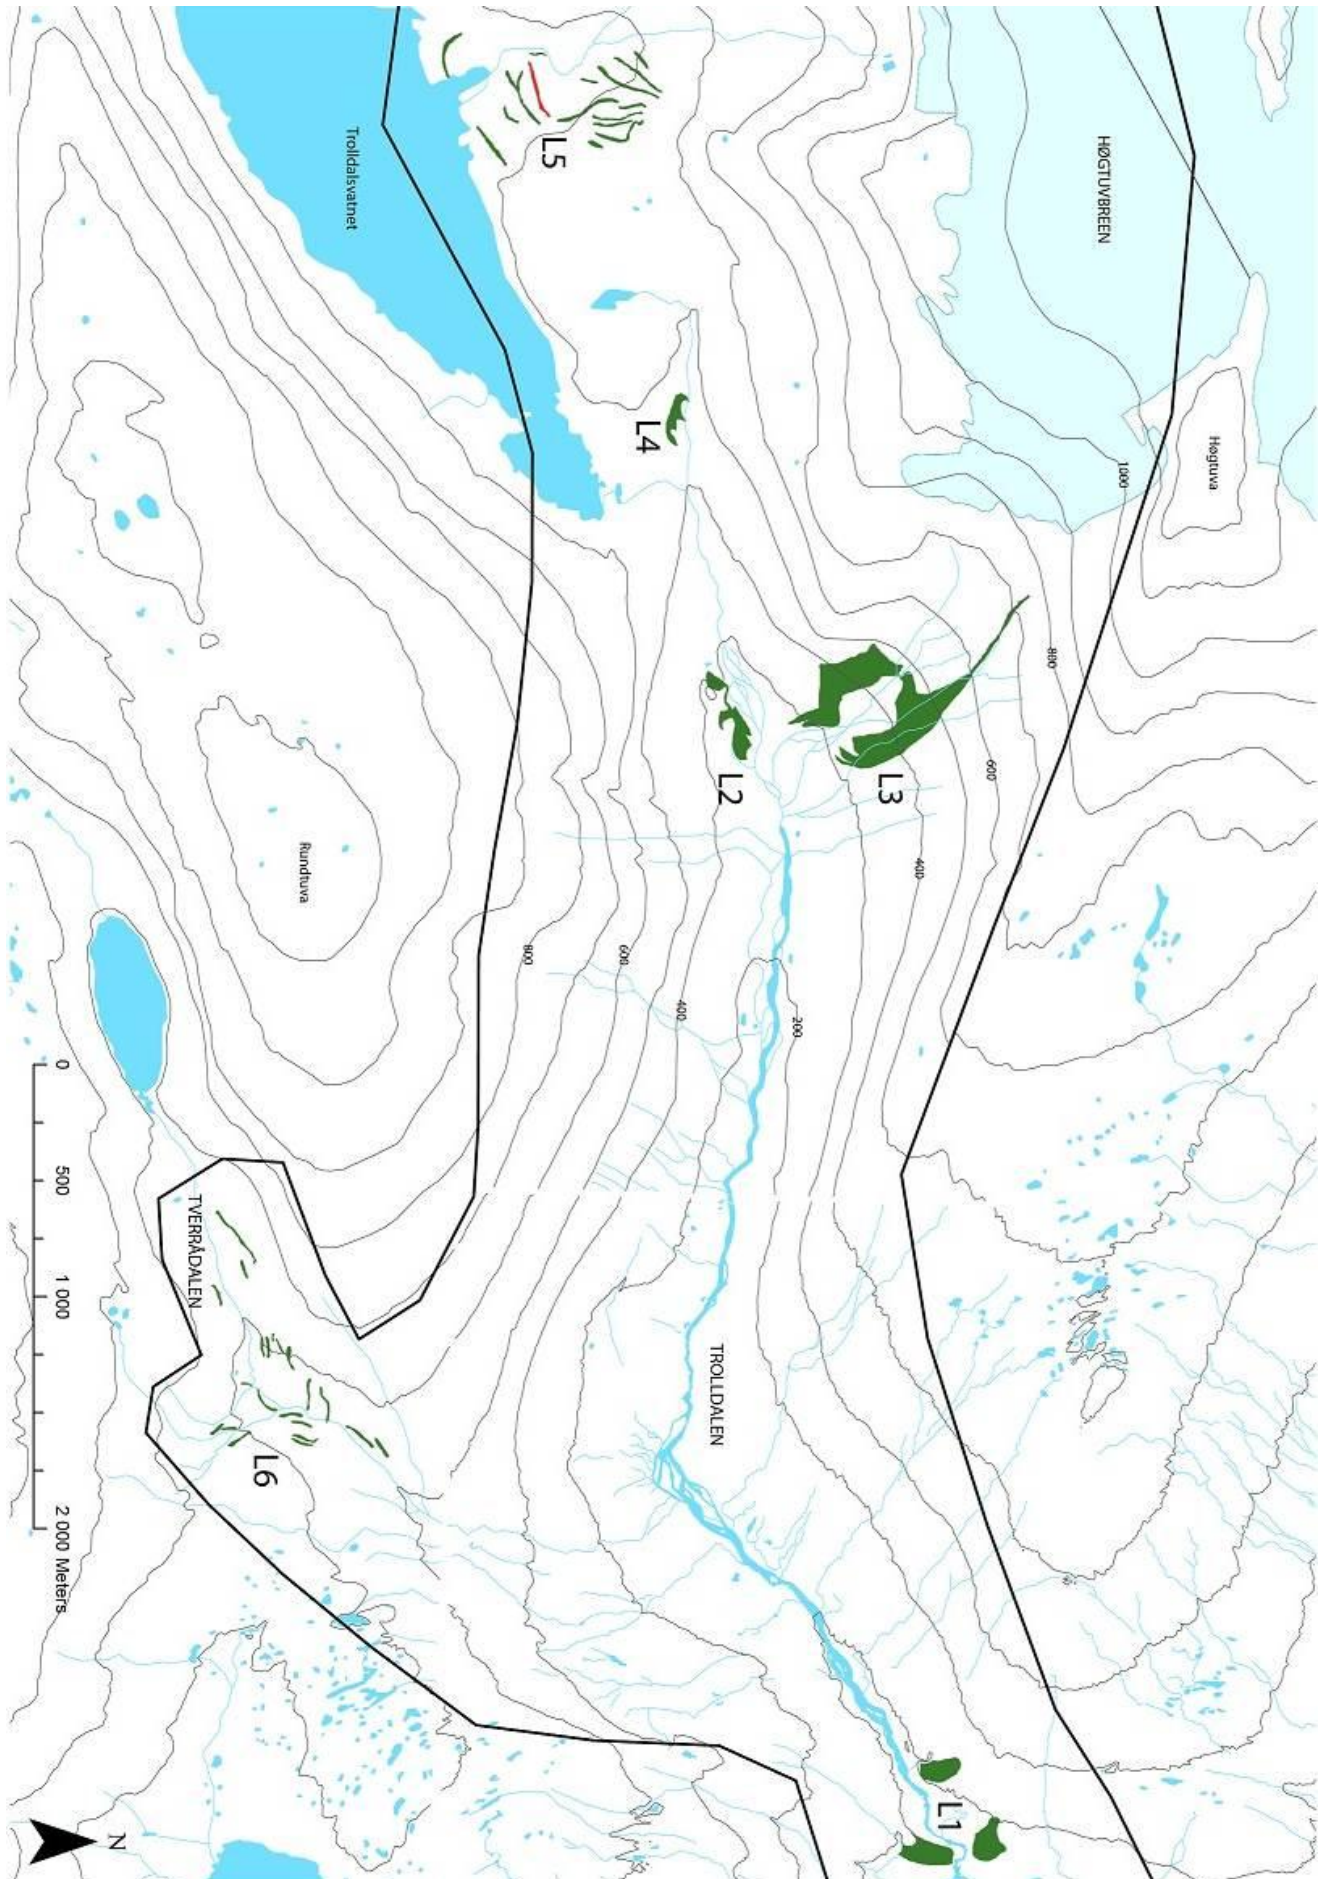 HØGTUVBREEN
Trolldalsvatnet
L5
L4
Høgtuva
1000
800
600
L3
L2
400
Rundtuva
800
600
400
200
0
500
1 000
2 000 Meters
TVERRÅDALEN
TROLLDALEN
L6
L1
N